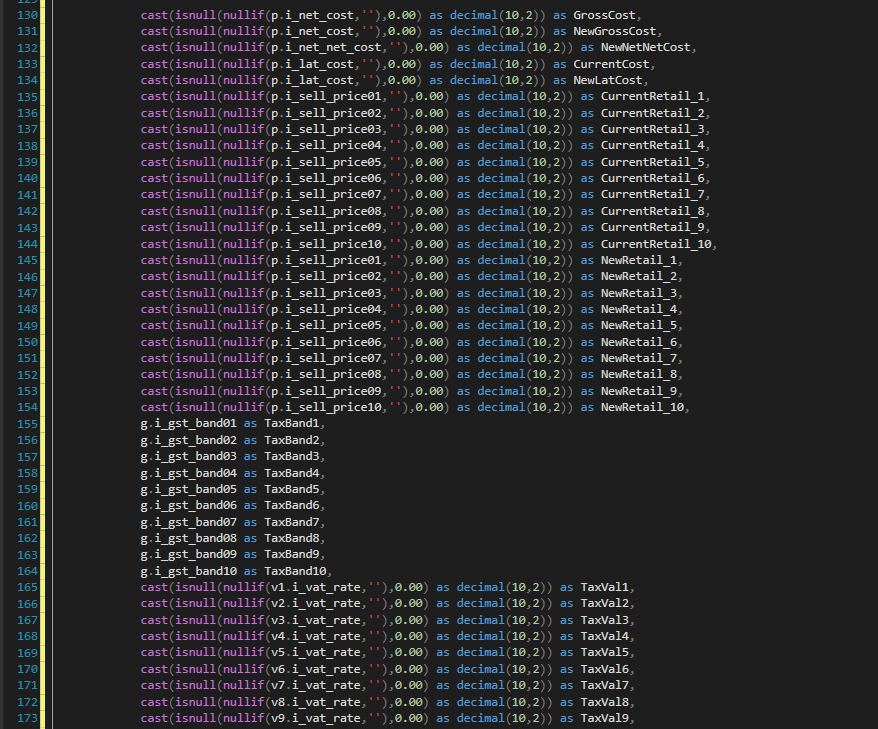 129
130 cast(isnull(nullif(p.i_net_cost,''),0.00) as decimal(10,2)) as GrossCost,
131 cast(isnull(nullif(p.i_net_cost,''),0.00) as decimal(10,2)) as NewGrossCost,
132 cast(isnull(nullif(p.i_net_net_cost,''),0.00) as decimal(10,2)) as NewNetNetCost,
133 cast(isnull(nullif(p.i_lat_cost,''),0.00) as decimal(10,2)) as CurrentCost,
134 cast(isnull(nullif(p.i_lat_cost,''),0.00) as decimal(10,2)) as NewLatCost,
135 cast(isnull(nullif(p.i_sell_price01,''),0.00) as decimal(10,2)) as CurrentRetail_1,
136 cast(isnull(nullif(p.i_sell_price02,''),0.00) as decimal(10,2)) as CurrentRetail_2,
137 cast(isnull(nullif(p.i_sell_price03,''),0.00) as decimal(10,2)) as CurrentRetail_3,
138 cast(isnull(nullif(p.i_sell_price04,''),0.00) as decimal(10,2)) as CurrentRetail_4,
139 cast(isnull(nullif(p.i_sell_price05,''),0.00) as decimal(10,2)) as CurrentRetail_5,
140 cast(isnull(nullif(p.i_sell_price06,''),0.00) as decimal(10,2)) as CurrentRetail_6,
141 cast(isnull(nullif(p.i_sell_price07,''),0.00) as decimal(10,2)) as CurrentRetail_7,
142 cast(isnull(nullif(p.i_sell_price08,''),0.00) as decimal(10,2)) as CurrentRetail_8,
143 cast(isnull(nullif(p.i_sell_price09,''),0.00) as decimal(10,2)) as CurrentRetail_9,
144 cast(isnull(nullif(p.i_sell_price10,''),0.00) as decimal(10,2)) as CurrentRetail_10,
145 cast(isnull(nullif(p.i_sell_price01,''),0.00) as decimal(10,2)) as NewRetail_1,
146 cast(isnull(nullif(p.i_sell_price02,''),0.00) as decimal(10,2)) as NewRetail_2,
147 cast(isnull(nullif(p.i_sell_price03,''),0.00) as decimal(10,2)) as NewRetail_3,
148 cast(isnull(nullif(p.i_sell_price04,''),0.00) as decimal(10,2)) as NewRetail_4,
149 cast(isnull(nullif(p.i_sell_price05,''),0.00) as decimal(10,2)) as NewRetail_5,
150 cast(isnull(nullif(p.i_sell_price06,''),0.00) as decimal(10,2)) as NewRetail_6,
151 cast(isnull(nullif(p.i_sell_price07,''),0.00) as decimal(10,2)) as NewRetail_7,
152 cast(isnull(nullif(p.i_sell_price08,''),0.00) as decimal(10,2)) as NewRetail_8,
153 cast(isnull(nullif(p.i_sell_price09,''),0.00) as decimal(10,2)) as NewRetail_9,
154 cast(isnull(nullif(p.i_sell_price10,''),0.00) as decimal(10,2)) as NewRetail_10,
155 g.i_gst_band01 as TaxBand1,
156 g.i_gst_band02 as TaxBand2,
157 g.i_gst_band03 as TaxBand3,
158 g.i_gst_band04 as TaxBand4,
159 g.i_gst_band05 as TaxBand5,
160 g.i_gst_band06 as TaxBand6,
161 g.i_gst_band07 as TaxBand7,
162 g.i_gst_band08 as TaxBand8,
163 g.i_gst_band09 as TaxBand9,
164 g.i_gst_band10 as TaxBand10,
165 cast(isnull(nullif(v1.i_vat_rate,''),0.00) as decimal(10,2)) as TaxVal1,
166 cast(isnull(nullif(v2.i_vat_rate,''),0.00) as decimal(10,2)) as TaxVal2,
167 cast(isnull(nullif(v3.i_vat_rate,''),0.00) as decimal(10,2)) as TaxVal3,
168 cast(isnull(nullif(v4.i_vat_rate,''),0.00) as decimal(10,2)) as TaxVal4,
169 cast(isnull(nullif(v5.i_vat_rate,''),0.00) as decimal(10,2)) as TaxVal5,
170 cast(isnull(nullif(v6.i_vat_rate,''),0.00) as decimal(10,2)) as TaxVal6,
171 cast(isnull(nullif(v7.i_vat_rate,''),0.00) as decimal(10,2)) as TaxVal7,
172 cast(isnull(nullif(v8.i_vat_rate,''),0.00) as decimal(10,2)) as TaxVal8,
173 cast(isnull(nullif(v9.i_vat_rate,''),0.00) as decimal(10,2)) as TaxVal9,